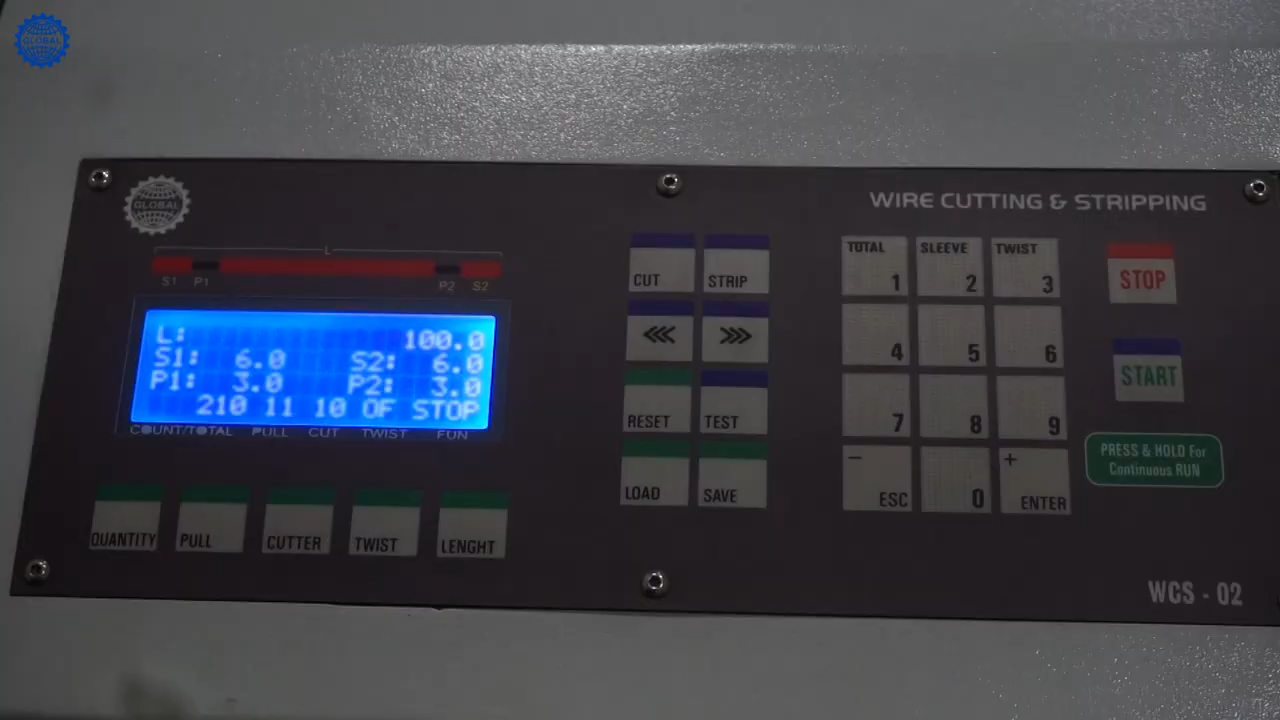 GLOBAL
GLOBAL
WIRE CUTTING & STRIPPING
L
S1 P1 P2 S2
L: 100.0
S1: 6.0 S2: 6.0
P1: 3.0 P2: 3.0
210 11 10 OF STOP
COUNT/TOTAL PULL CUT TWIST FUN
QUANTITY PULL CUTTER TWIST LENGHT
CUT STRIP
<<< >>>
RESET TEST
LOAD SAVE
TOTAL 1 SLEEVE 2 TWIST 3
4 5 6
7 8 9
- ESC 0 + ENTER
STOP
START
PRESS & HOLD For
Continuous RUN
WCS - 02